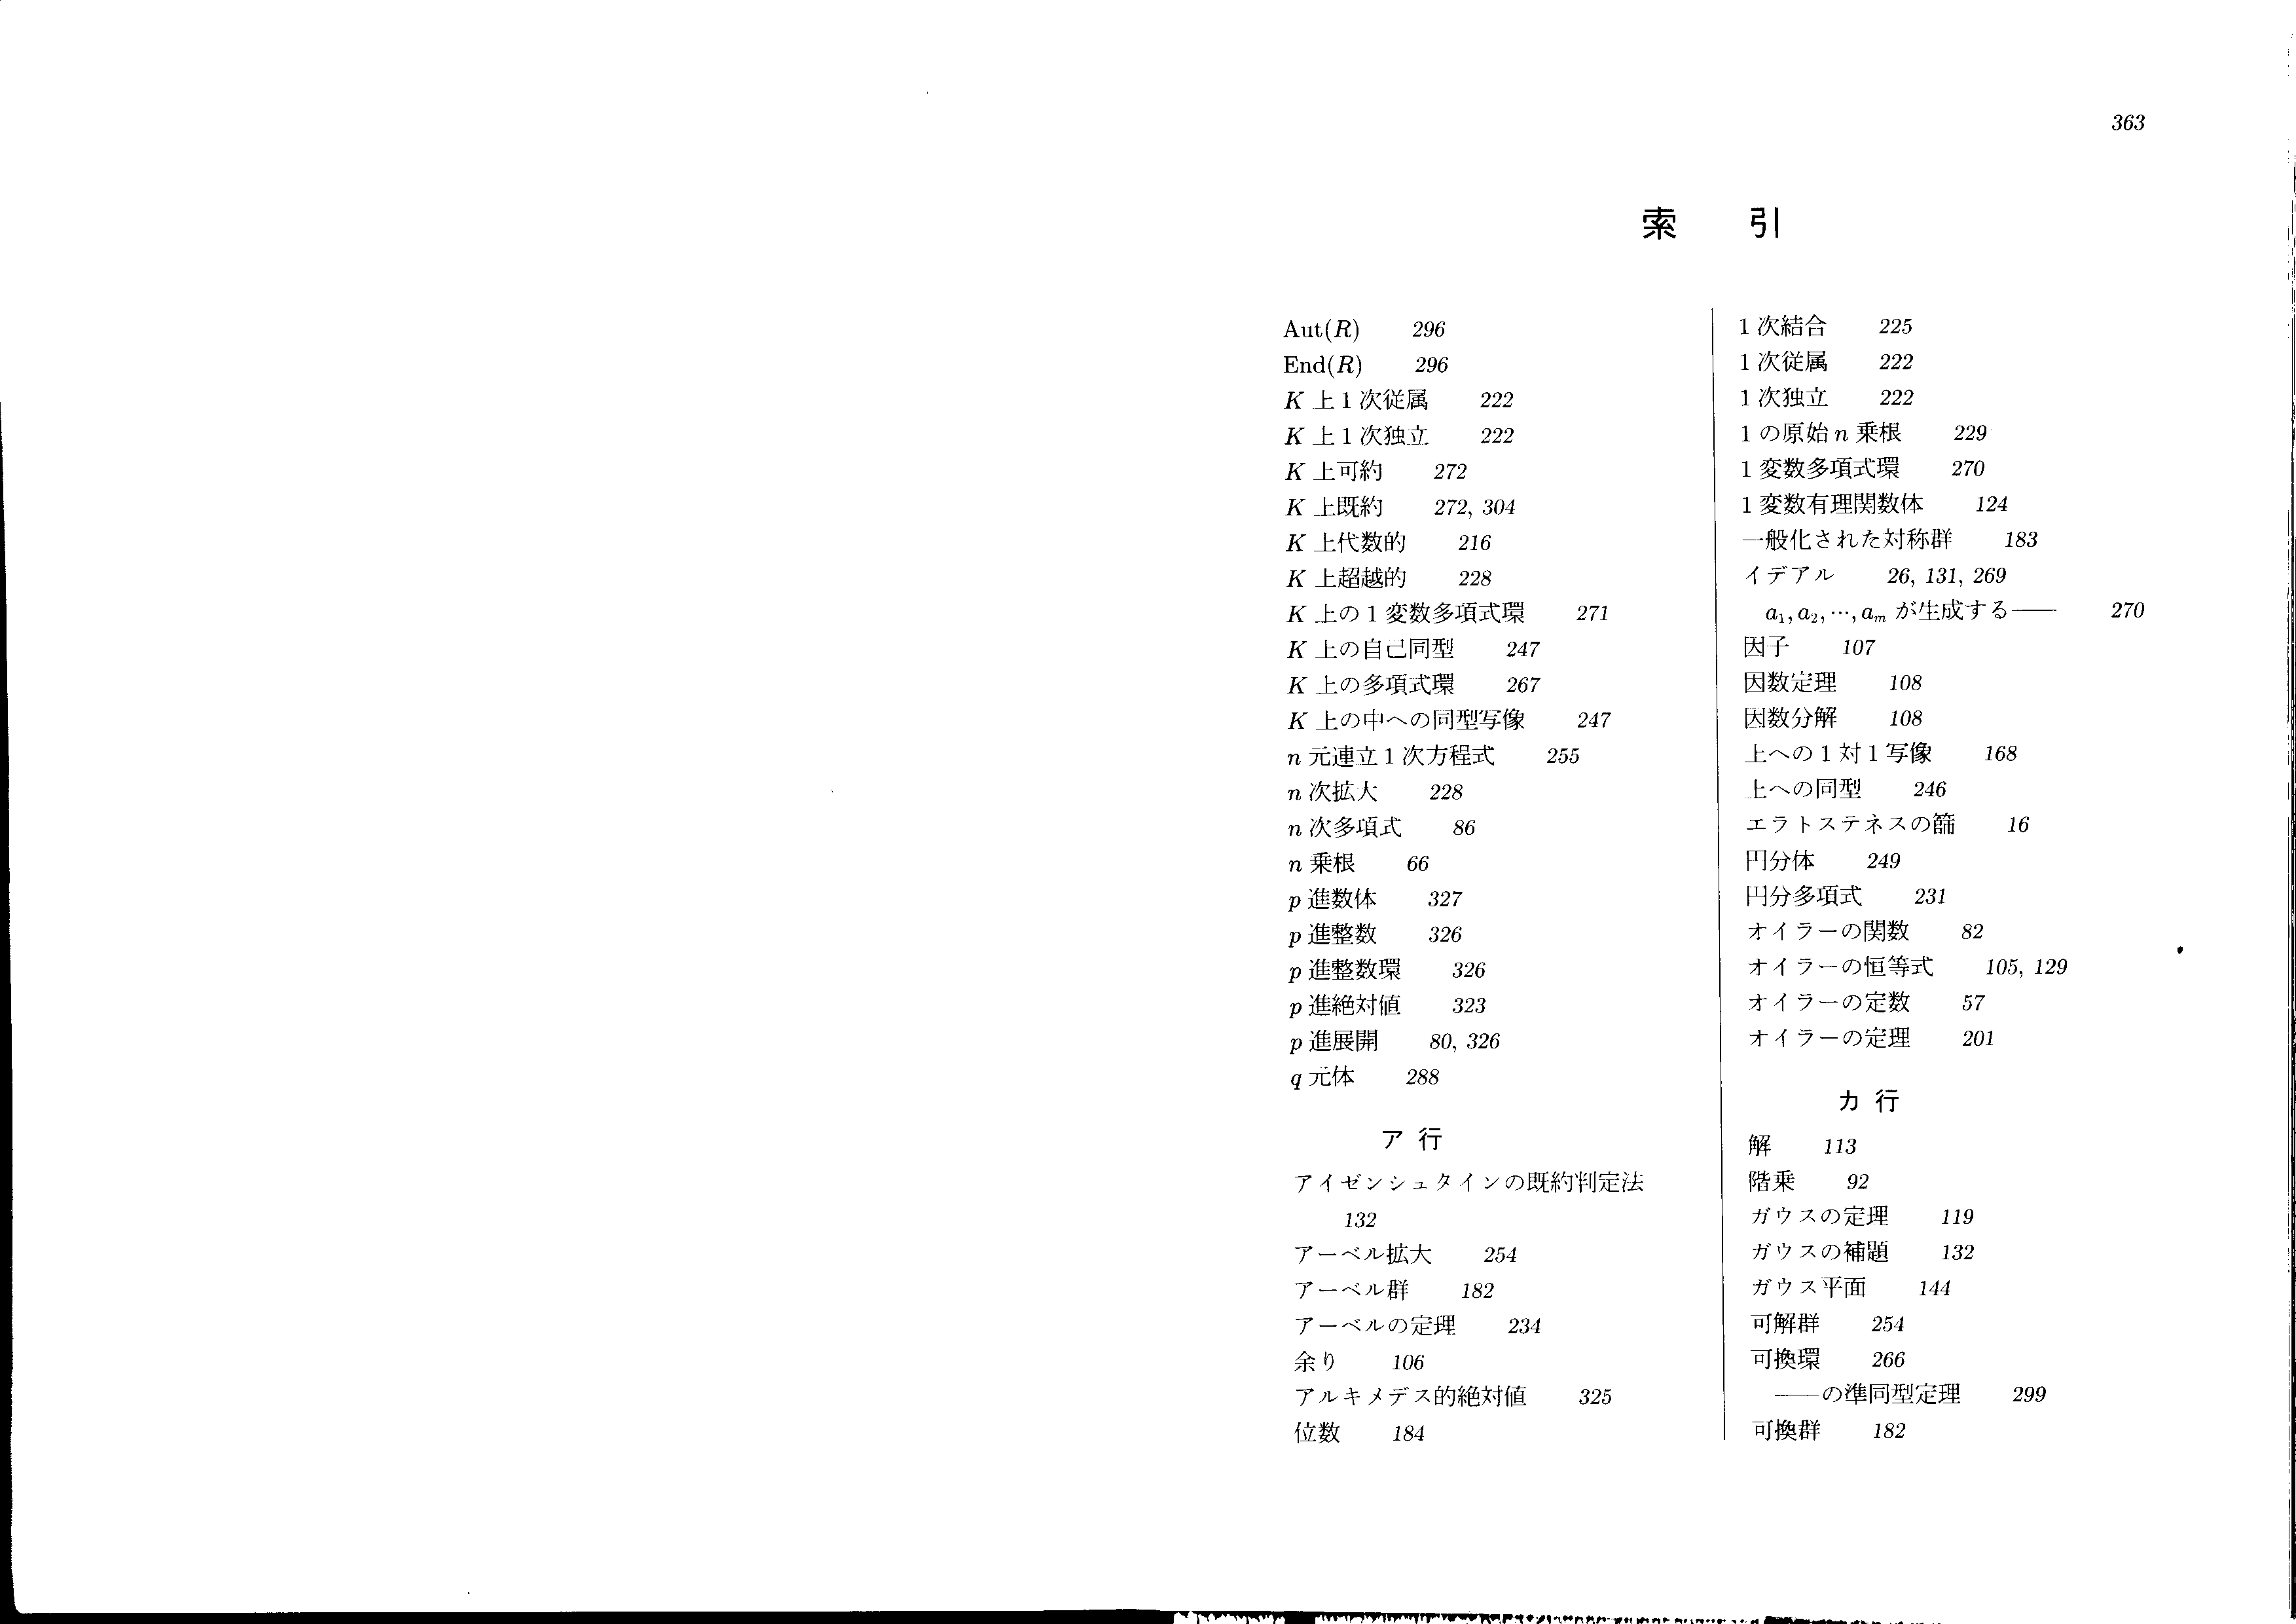 363
索 引
Aut(R) 296
End(R) 296
K 上1次従属 222
K 上1次独立 222
K 上可約 272
K 上既約 272, 304
K 上代数的 216
K 上超越的 228
K 上の1変数多項式環 271
K 上の自己同型 247
K 上の多項式環 267
K 上の中への同型写像 247
n 元連立1次方程式 255
n 次拡大 228
n 次多項式 86
n 乗根 66
p 進数体 327
p 進整数 326
p 進整数環 326
p 進絶対値 323
p 進展開 80, 326
q 元体 288
ア 行
アイゼンシュタインの既約判定法
132
アーベル拡大 254
アーベル群 182
アーベルの定理 234
余り 106
アルキメデス的絶対値 325
位数 184
1次結合 225
1次従属 222
1次独立 222
1の原始 n 乗根 229
1変数多項式環 270
1変数有理関数体 124
一般化された対称群 183
イデアル 26, 131, 269
a₁, a₂, ⋯, aₘ が生成する—— 270
因子 107
因数定理 108
因数分解 108
上への1対1写像 168
上への同型 246
エラトステネスの篩 16
円分体 249
円分多項式 231
オイラーの関数 82
オイラーの恒等式 105, 129
オイラーの定数 57
オイラーの定理 201
カ 行
解 113
階乗 92
ガウスの定理 119
ガウスの補題 132
ガウス平面 144
可解群 254
可換環 266
——の準同型定理 299
可換群 182